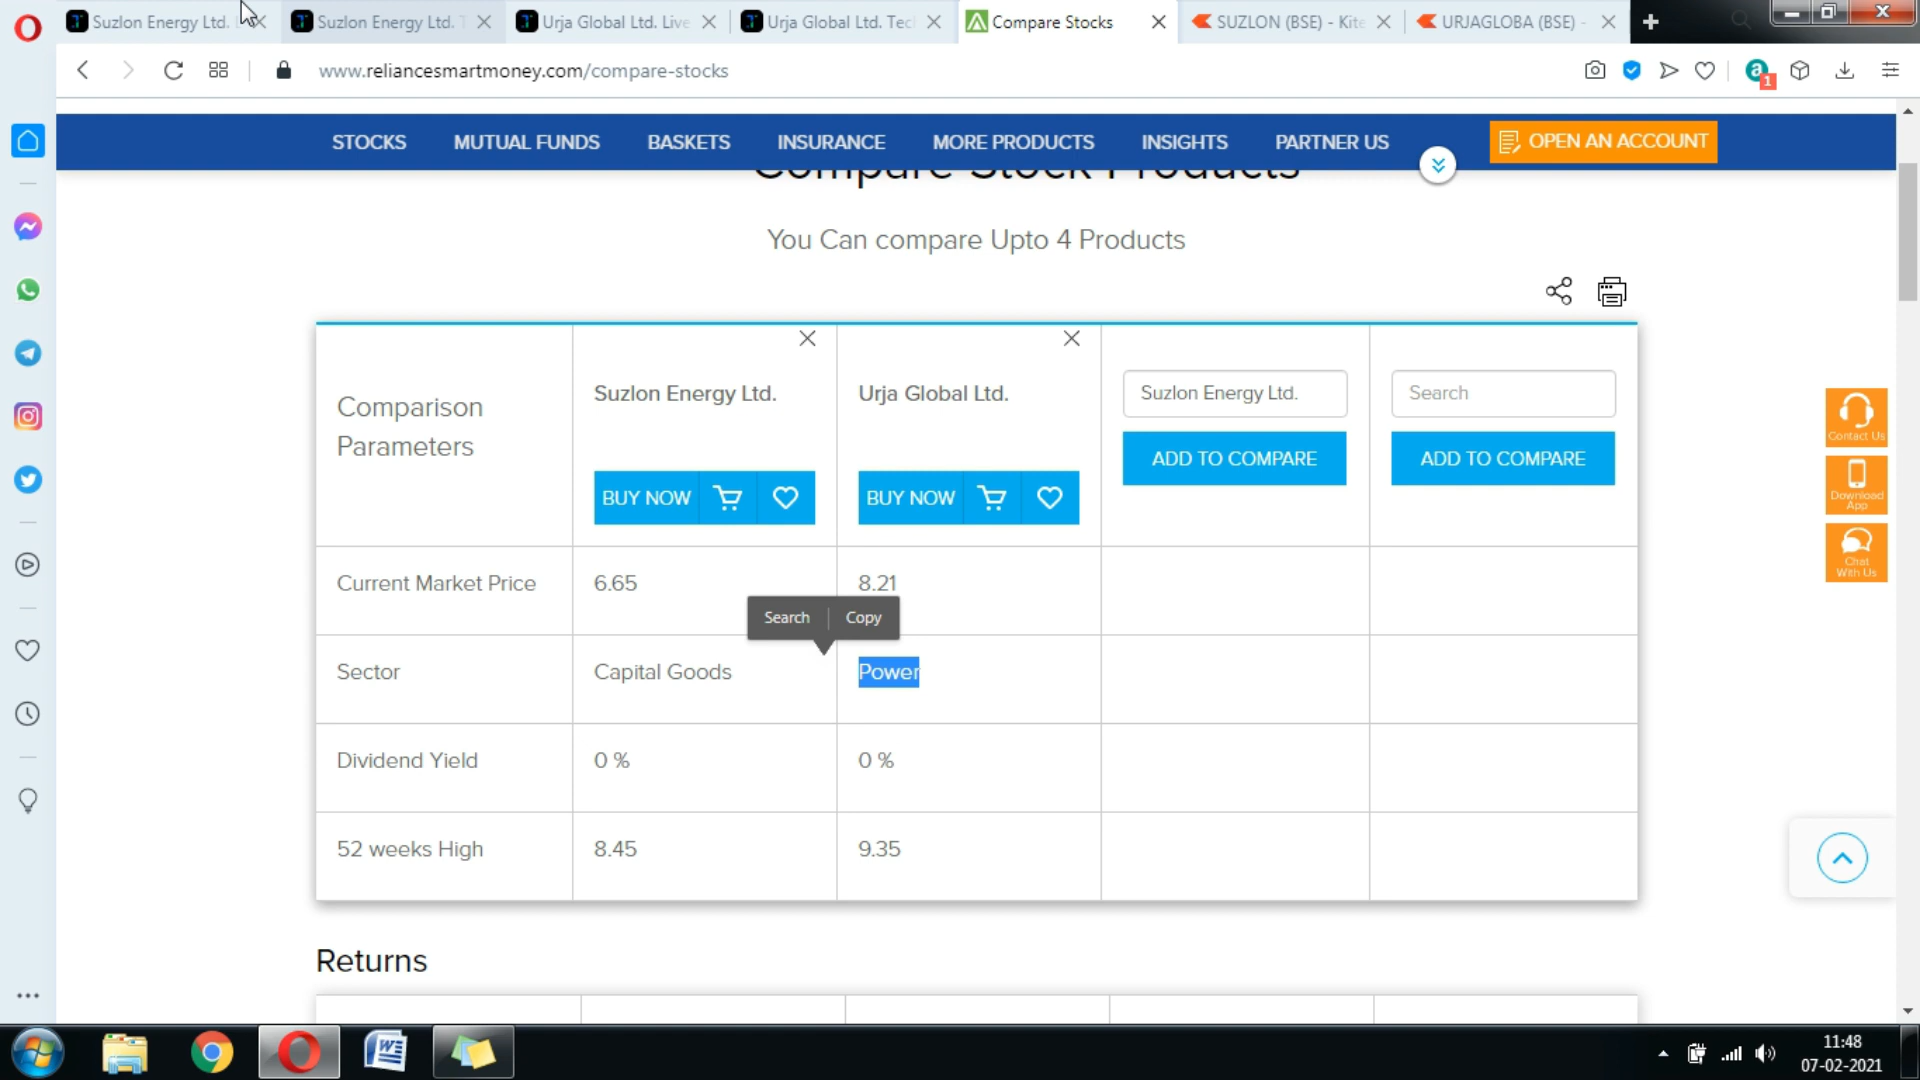 Suzlon Energy Ltd.
Suzlon Energy Ltd. T
Urja Global Ltd. Live
Urja Global Ltd. Tec
Compare Stocks
SUZLON (BSE) - Kite
URJAGLOBA (BSE) -
www.reliancesmartmoney.com/compare-stocks
1
STOCKS MUTUAL FUNDS BASKETS INSURANCE MORE PRODUCTS INSIGHTS PARTNER US OPEN AN ACCOUNT
Compare Stock Products
You Can compare Upto 4 Products
Comparison
Parameters
Suzlon Energy Ltd.
Urja Global Ltd.
Suzlon Energy Ltd.
Search
ADD TO COMPARE
ADD TO COMPARE
BUY NOW
BUY NOW
Contact Us
Download
App
Chat
With Us
Current Market Price 6.65 8.21
Search Copy
Sector Capital Goods Power
Dividend Yield 0 % 0 %
52 weeks High 8.45 9.35
Returns
11:48
07-02-2021